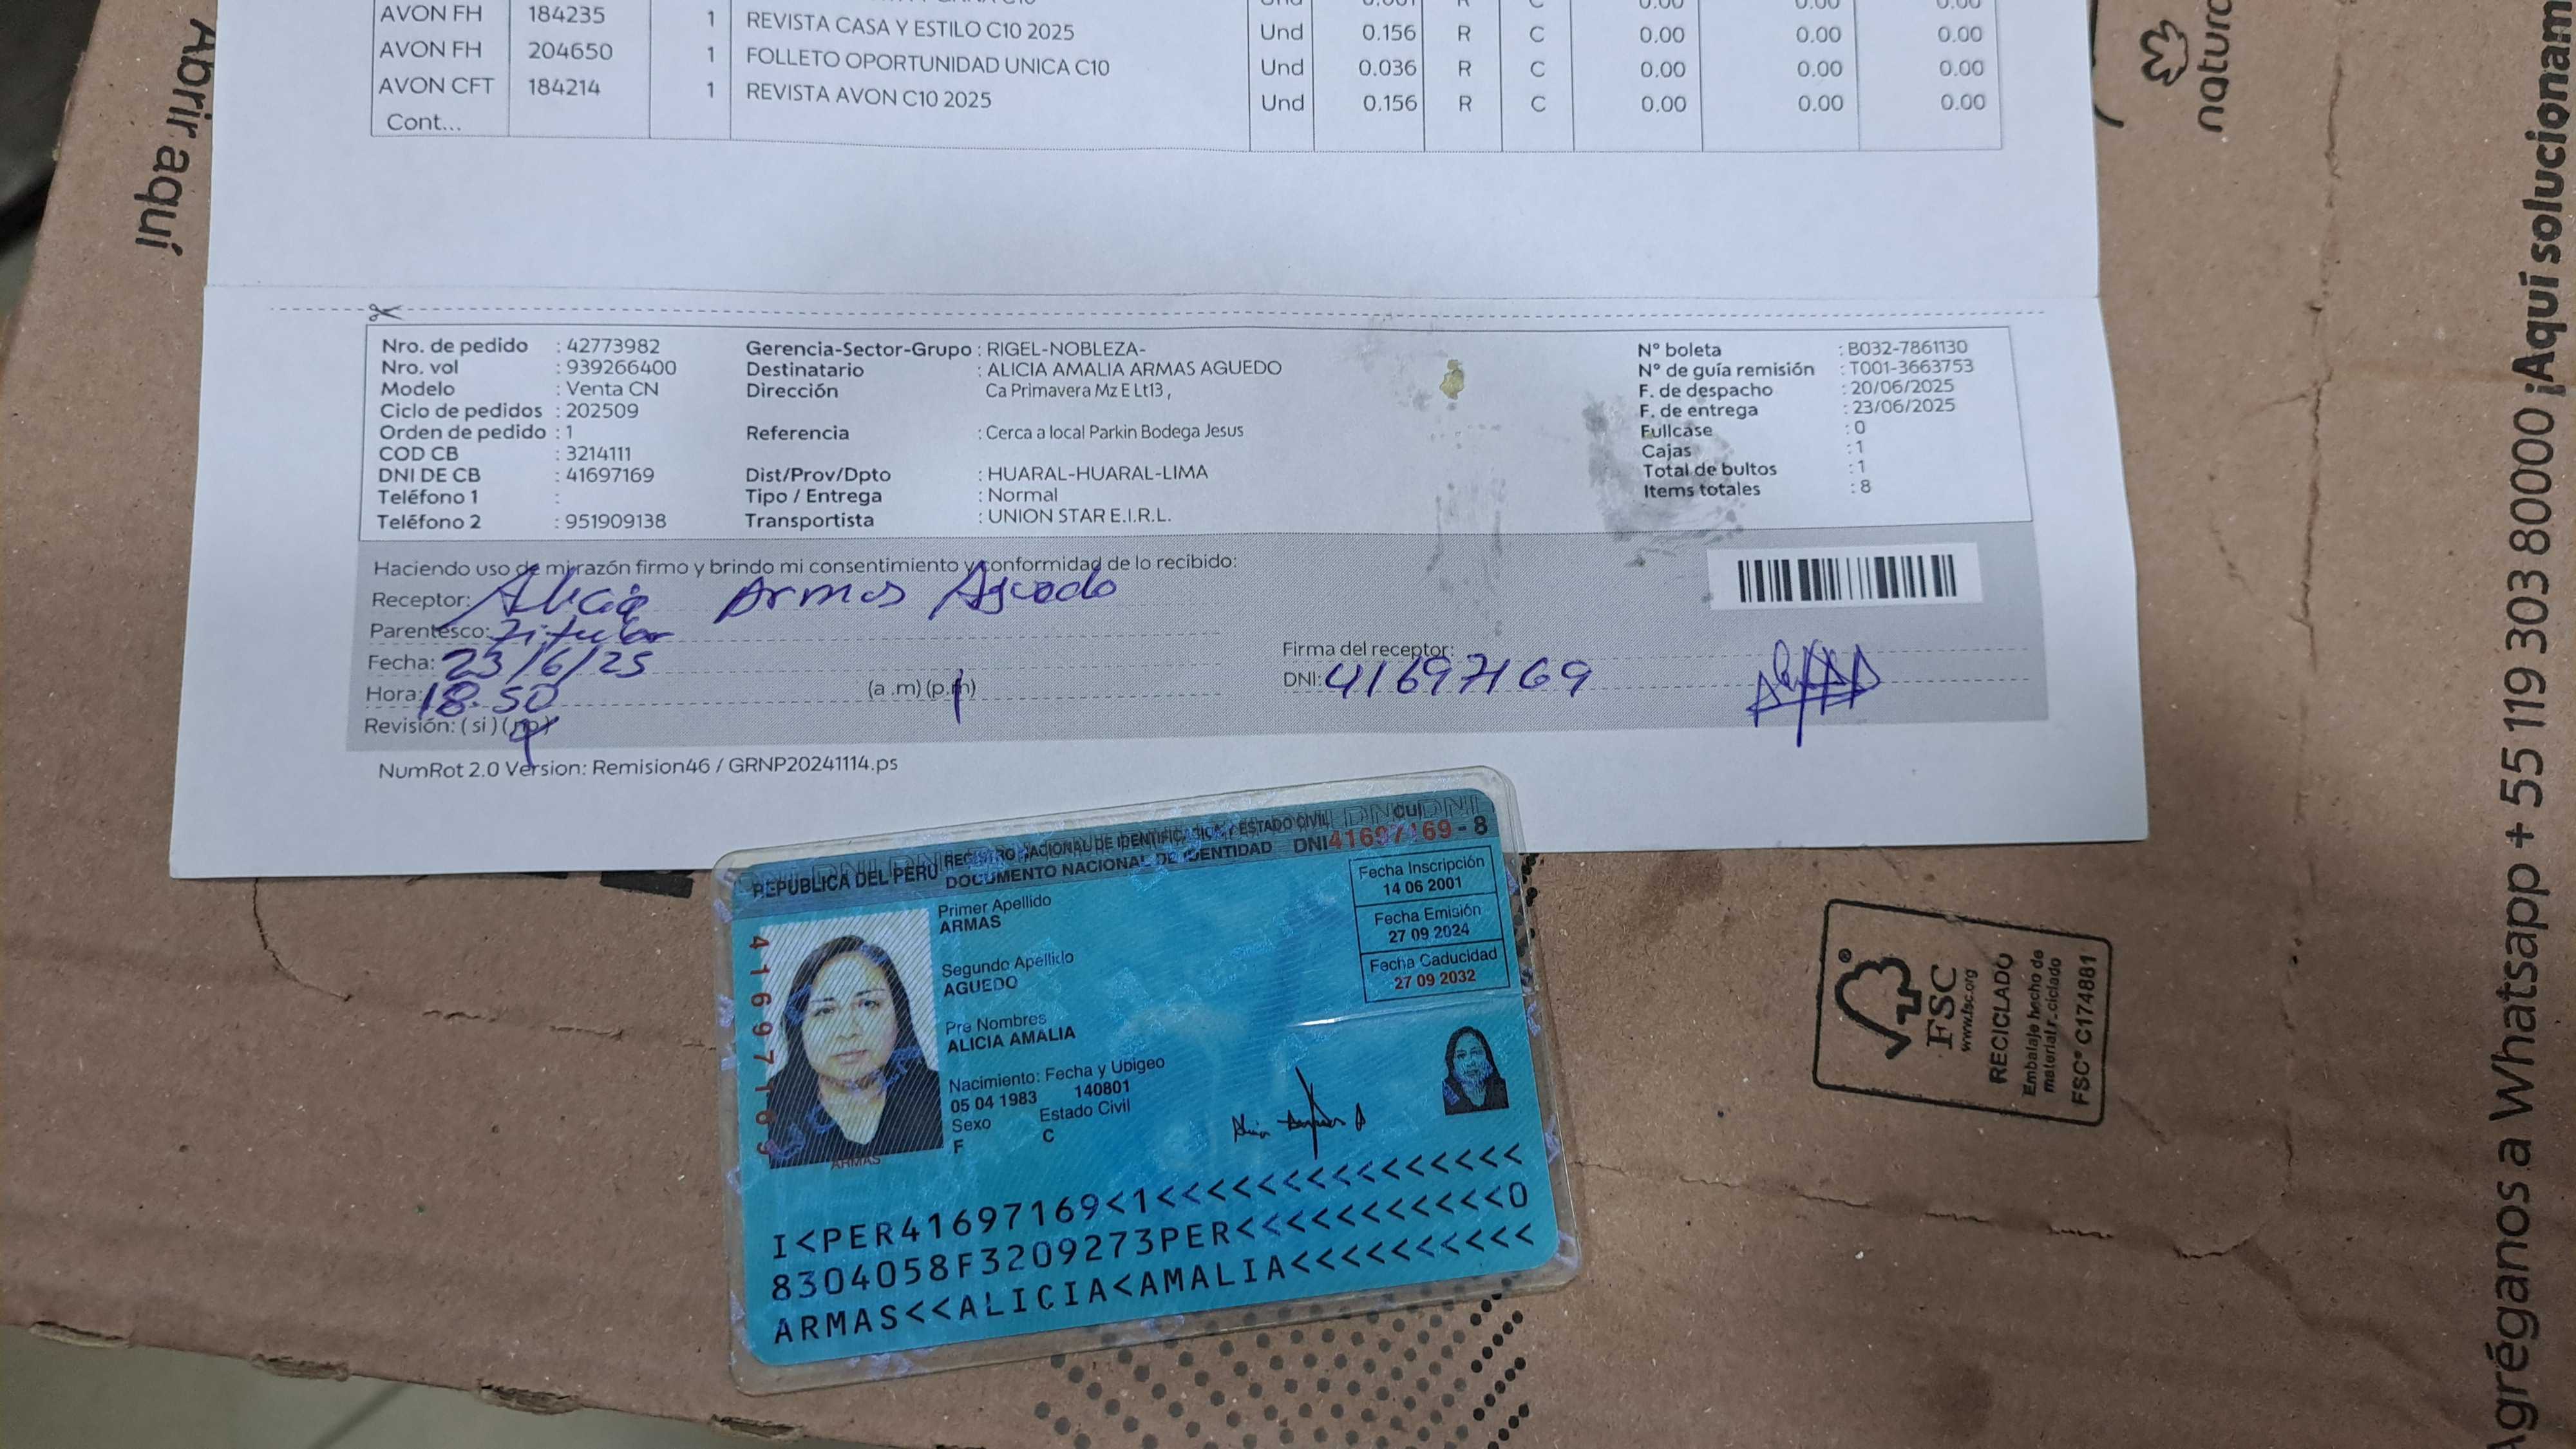 AVON FH 184235 1 REVISTA CASA Y ESTILO C10 2025 Und 0.156 R C 0.00 0.00 0.00
AVON FH 204650 1 FOLLETO OPORTUNIDAD UNICA C10 Und 0.036 R C 0.00 0.00 0.00
AVON CFT 184214 1 REVISTA AVON C10 2025 Und 0.156 R C 0.00 0.00 0.00
Cont...
Nro. de pedido : 42773982
Nro. vol : 939266400
Modelo : Venta CN
Ciclo de pedidos : 202509
Orden de pedido : 1
COD CB : 3214111
DNI DE CB : 41697169
Teléfono 1 :
Teléfono 2 : 951909138
Gerencia-Sector-Grupo : RIGEL-NOBLEZA-
Destinatario : ALICIA AMALIA ARMAS AGUEDO
Dirección Ca Primavera Mz E Lt13 ,
Referencia : Cerca a local Parkin Bodega Jesus
Dist/Prov/Dpto : HUARAL-HUARAL-LIMA
Tipo / Entrega : Normal
Transportista : UNION STAR E.I.R.L.
N° boleta : B032-7861130
N° de guía remisión : T001-3663753
F. de despacho : 20/06/2025
F. de entrega : 23/06/2025
Fullcase : 0
Cajas : 1
Total de bultos : 1
Items totales : 8
Haciendo uso de mi razón firmo y brindo mi consentimiento y conformidad de lo recibido:
Receptor: Alicia Armas Aguedo
Parentesco: Titular
Fecha: 23/6/25
Hora: 18.50 (a .m) (p.m)
Revisión: ( si ) ( no )
Firma del receptor:
DNI: 41697169
NumRot 2.0 Version: Remision46 / GRNP20241114.ps
REPUBLICA DEL PERU REGISTRO NACIONAL DE IDENTIFICACION Y ESTADO CIVIL CUI
DOCUMENTO NACIONAL DE IDENTIDAD DNI 41697169 - 8
Primer Apellido
ARMAS
Segundo Apellido
AGUEDO
Pre Nombres
ALICIA AMALIA
Nacimiento: Fecha y Ubigeo
05 04 1983 140801
Sexo Estado Civil
F C
Fecha Inscripción
14 06 2001
Fecha Emisión
27 09 2024
Fecha Caducidad
27 09 2032
41697169
ARMAS
I<PER41697169<1<<<<<<<<<<<<<<<
8304058F3209273PER<<<<<<<<<<<0
ARMAS<<ALICIA<AMALIA<<<<<<<<<<
Abrir aquí
natura
Agréganos a Whatsapp + 55 119 303 80000 ¡Aquí solucionam
FSC
www.fsc.org
RECICLADO
Embalaje hecho de
material r. ciclado
FSC® C174881